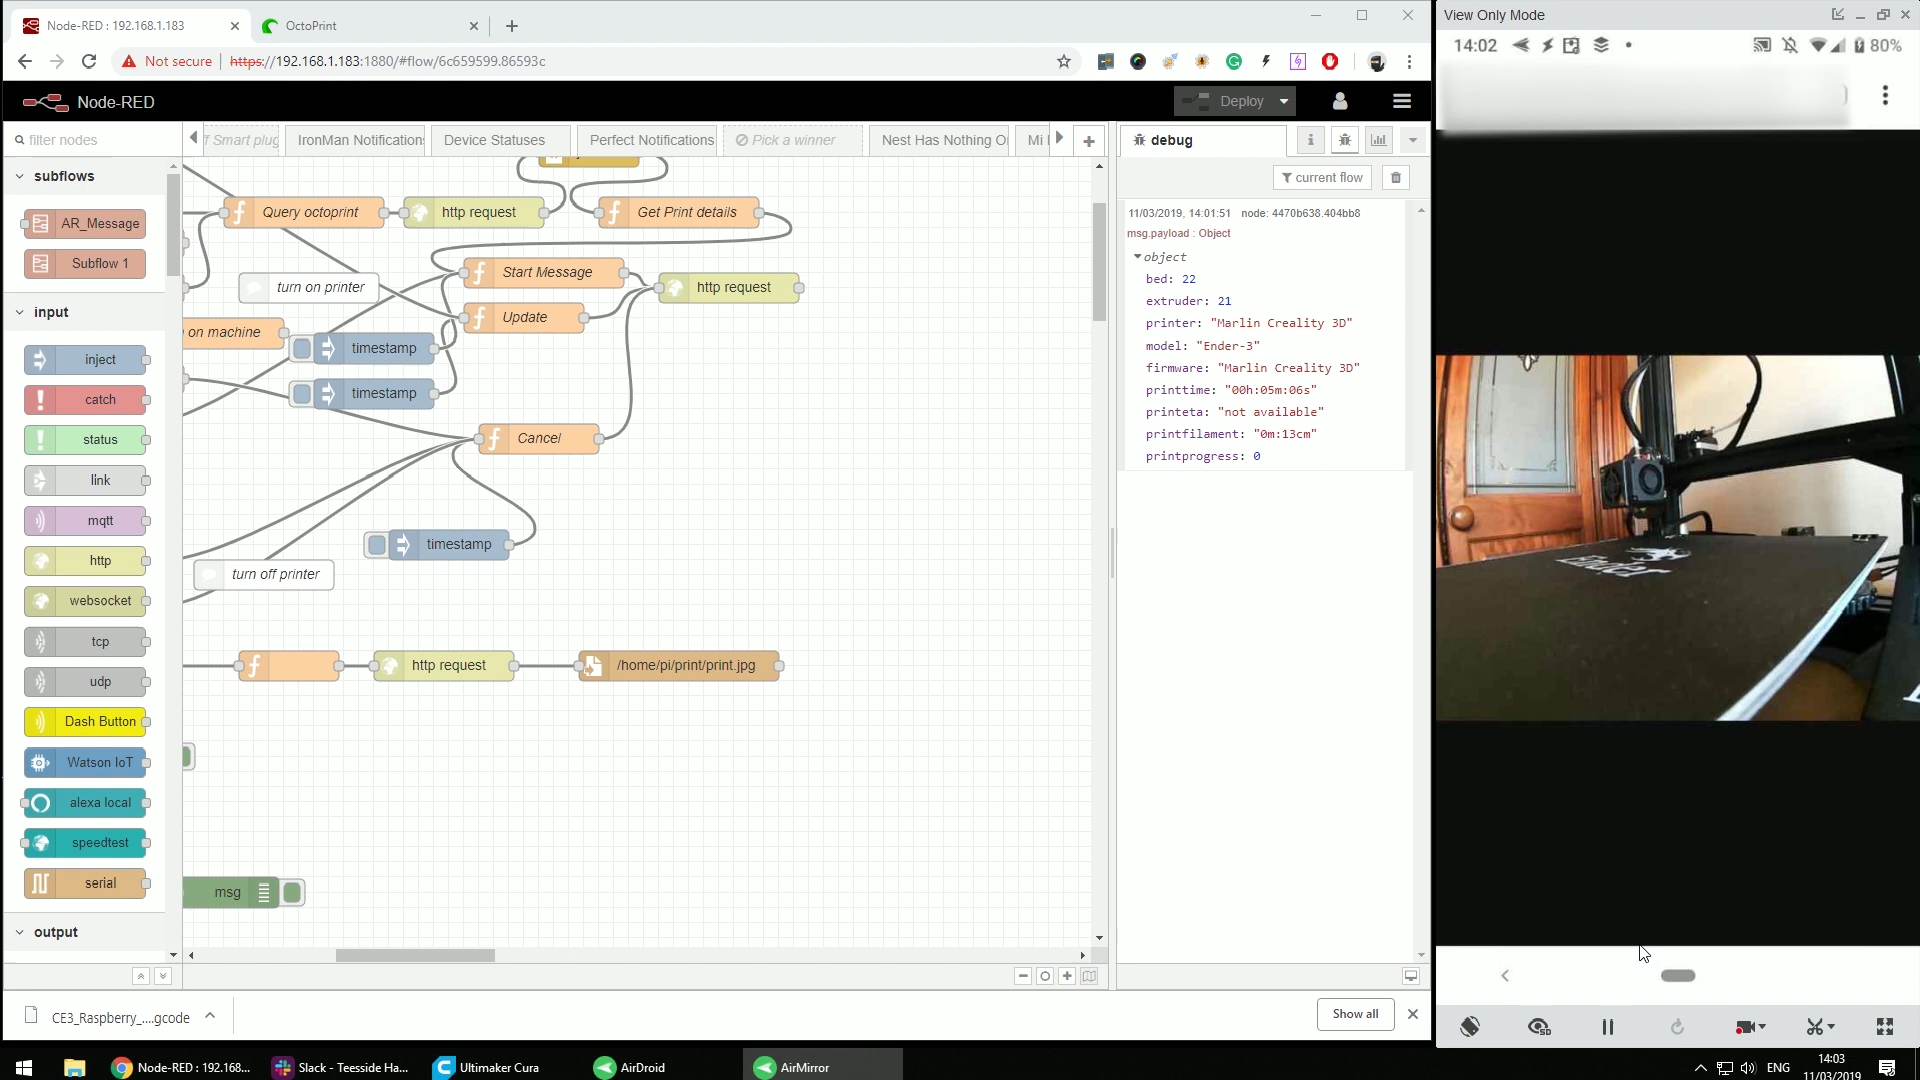 Node-RED : 192.168.1.183
OctoPrint
View Only Mode
14:02
80%
Not secure
https://192.168.1.183:1880/#flow/6c659599.86593c
Node-RED
Deploy
filter nodes
Smart plug
IronMan Notification
Device Statuses
Perfect Notifications
Pick a winner
Nest Has Nothing O
Mi
debug
current flow
subflows
AR_Message
Subflow 1
input
inject
catch
status
link
mqtt
http
websocket
tcp
udp
Dash Button
Watson IoT
alexa local
speedtest
serial
output
Query octoprint
http request
Get Print details
Start Message
turn on printer
http request
Update
on machine
timestamp
timestamp
Cancel
timestamp
turn off printer
http request
/home/pi/print/print.jpg
msg
11/03/2019, 14:01:51 node: 4470b638.404bb8
msg.payload : Object
object
bed: 22
extruder: 21
printer: "Marlin Creality 3D"
model: "Ender-3"
firmware: "Marlin Creality 3D"
printtime: "00h:05m:06s"
printeta: "not available"
printfilament: "0m:13cm"
printprogress: 0
Ender
CE3_Raspberry_....gcode
Show all
Node-RED : 192.168...
Slack - Teesside Ha...
Ultimaker Cura
AirDroid
AirMirror
ENG
14:03
11/03/2019